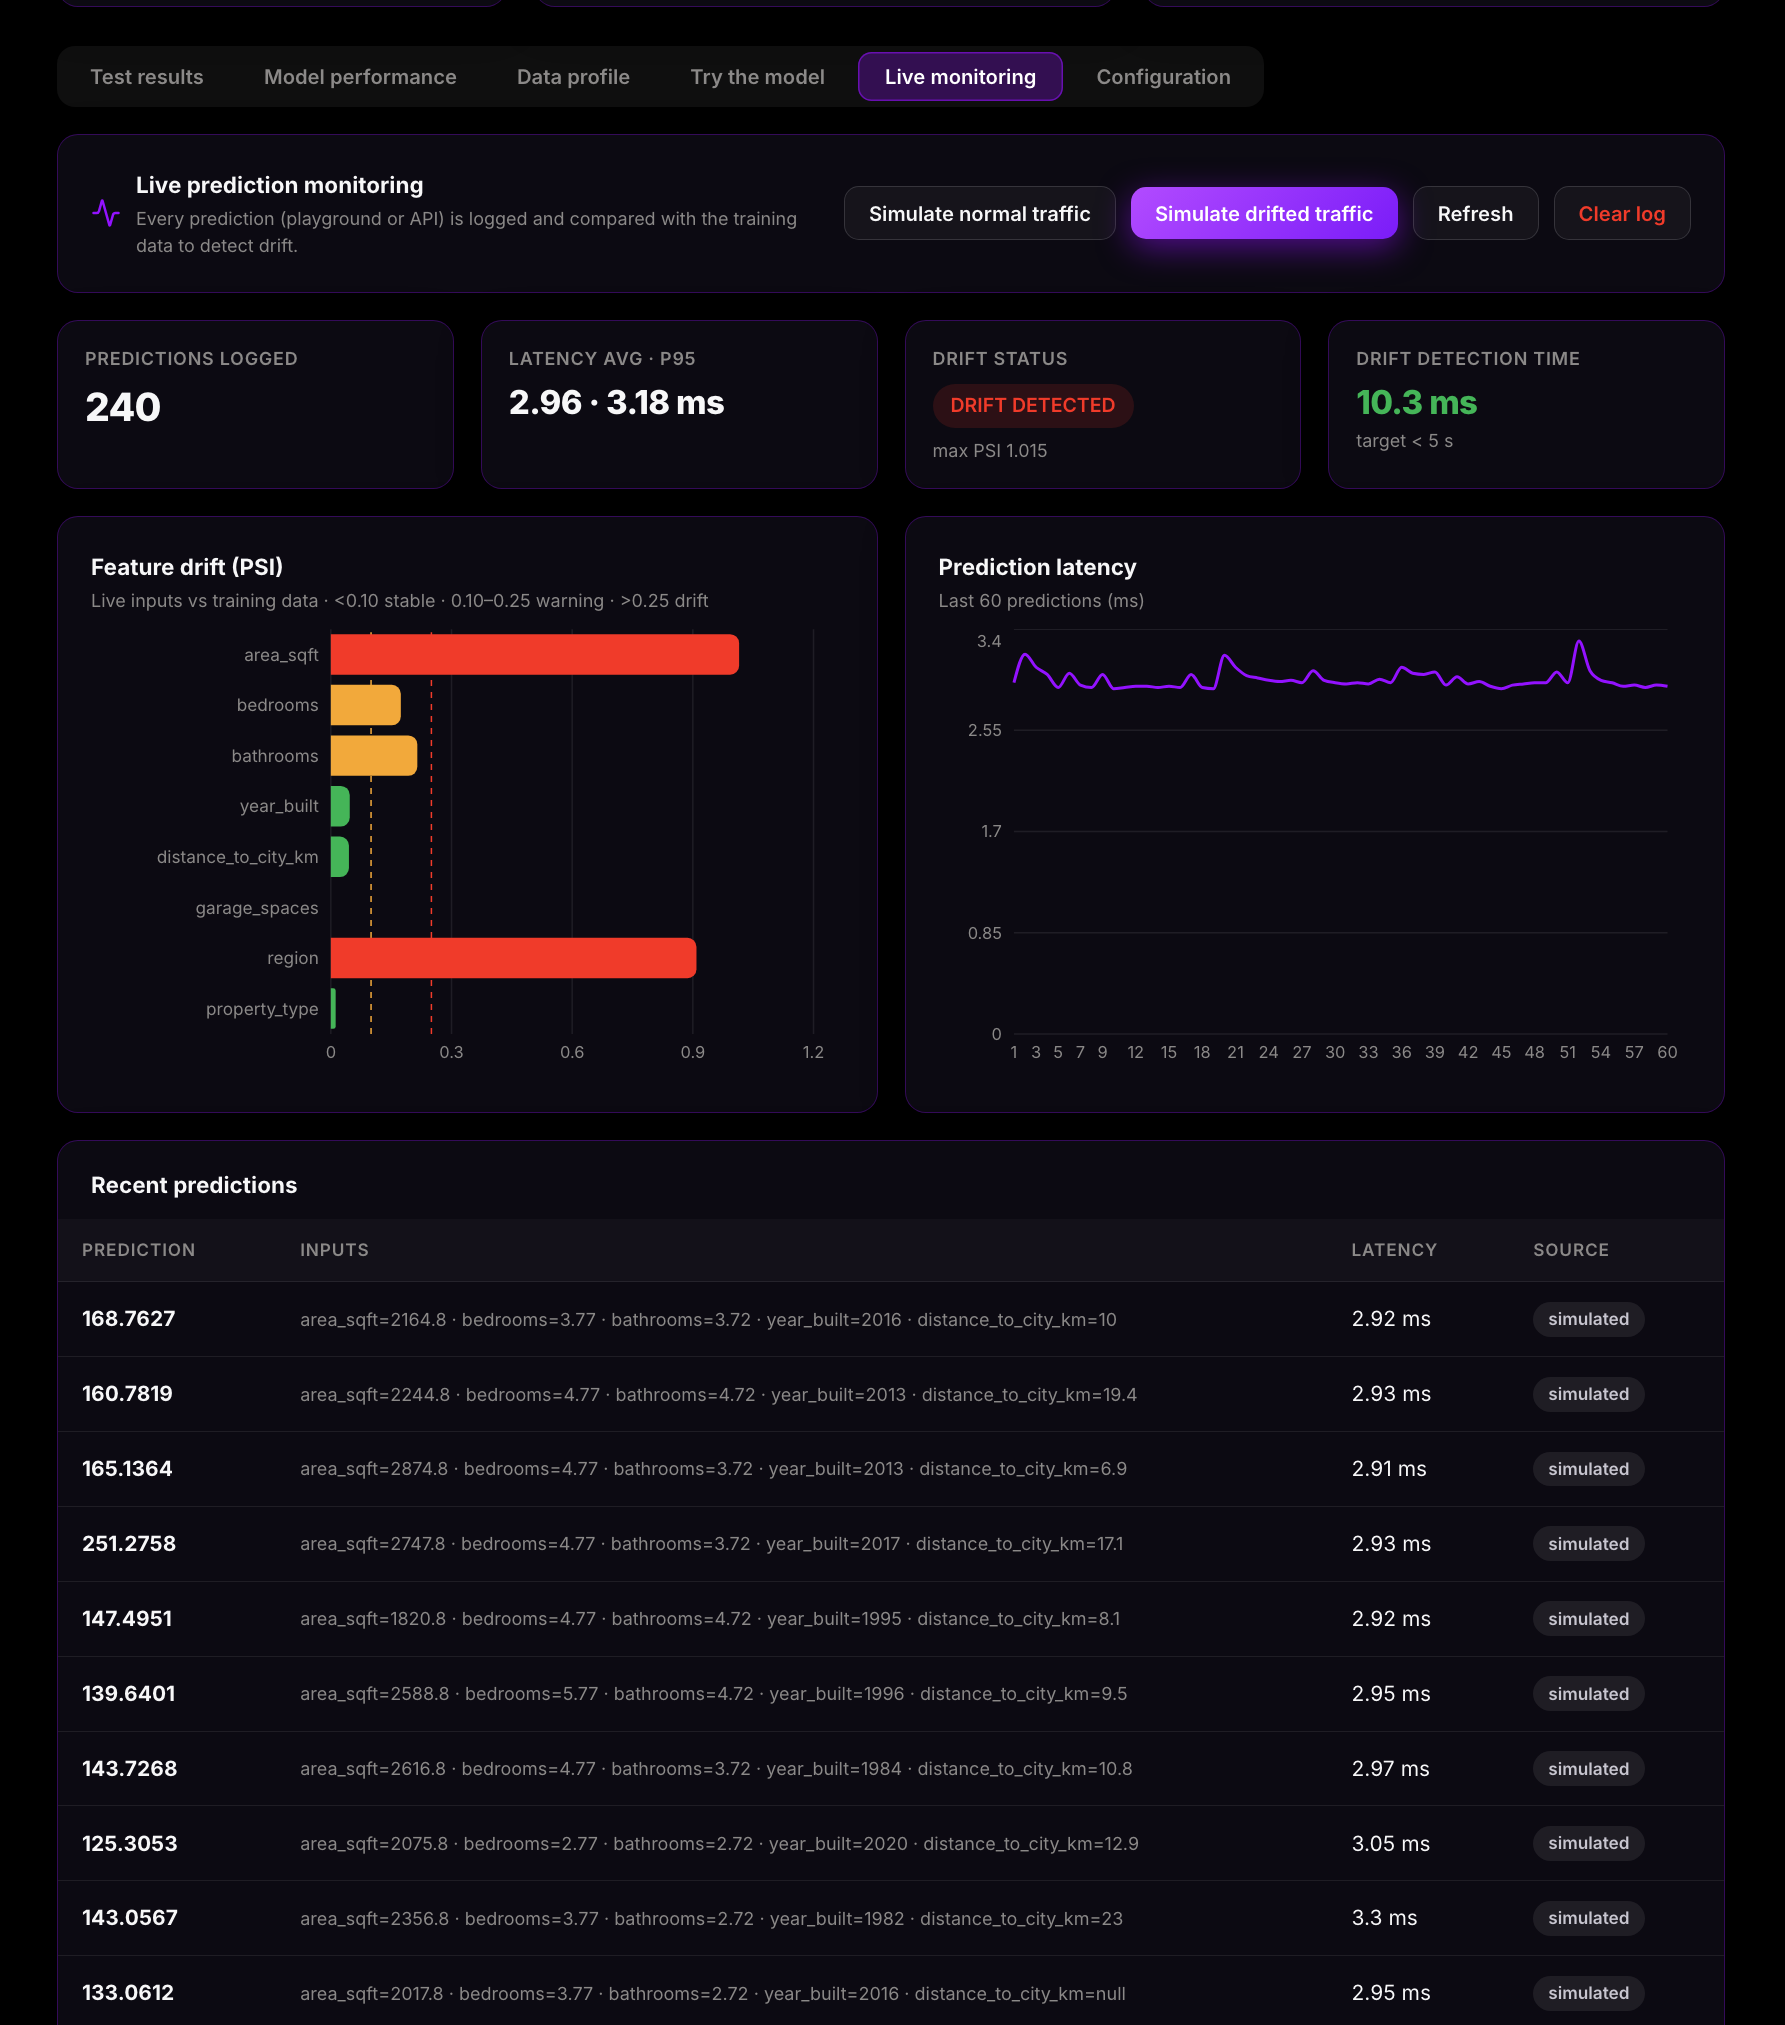 Test results
Model performance
Data profile
Try the model
Live monitoring
Configuration
Live prediction monitoring
Every prediction (playground or API) is logged and compared with the training
data to detect drift.
Simulate normal traffic
Simulate drifted traffic
Refresh
Clear log
PREDICTIONS LOGGED
240
LATENCY AVG · P95
2.96 · 3.18 ms
DRIFT STATUS
DRIFT DETECTED
max PSI 1.015
DRIFT DETECTION TIME
10.3 ms
target < 5 s
Feature drift (PSI)
Live inputs vs training data · <0.10 stable · 0.10–0.25 warning · >0.25 drift
area_sqft
bedrooms
bathrooms
year_built
distance_to_city_km
garage_spaces
region
property_type
0 0.3 0.6 0.9 1.2
Prediction latency
Last 60 predictions (ms)
3.4
2.55
1.7
0.85
0
1 3 5 7 9 12 15 18 21 24 27 30 33 36 39 42 45 48 51 54 57 60
Recent predictions
PREDICTION INPUTS LATENCY SOURCE
168.7627 area_sqft=2164.8 · bedrooms=3.77 · bathrooms=3.72 · year_built=2016 · distance_to_city_km=10 2.92 ms simulated
160.7819 area_sqft=2244.8 · bedrooms=4.77 · bathrooms=4.72 · year_built=2013 · distance_to_city_km=19.4 2.93 ms simulated
165.1364 area_sqft=2874.8 · bedrooms=4.77 · bathrooms=3.72 · year_built=2013 · distance_to_city_km=6.9 2.91 ms simulated
251.2758 area_sqft=2747.8 · bedrooms=4.77 · bathrooms=3.72 · year_built=2017 · distance_to_city_km=17.1 2.93 ms simulated
147.4951 area_sqft=1820.8 · bedrooms=4.77 · bathrooms=4.72 · year_built=1995 · distance_to_city_km=8.1 2.92 ms simulated
139.6401 area_sqft=2588.8 · bedrooms=5.77 · bathrooms=4.72 · year_built=1996 · distance_to_city_km=9.5 2.95 ms simulated
143.7268 area_sqft=2616.8 · bedrooms=4.77 · bathrooms=3.72 · year_built=1984 · distance_to_city_km=10.8 2.97 ms simulated
125.3053 area_sqft=2075.8 · bedrooms=2.77 · bathrooms=2.72 · year_built=2020 · distance_to_city_km=12.9 3.05 ms simulated
143.0567 area_sqft=2356.8 · bedrooms=3.77 · bathrooms=2.72 · year_built=1982 · distance_to_city_km=23 3.3 ms simulated
133.0612 area_sqft=2017.8 · bedrooms=3.77 · bathrooms=2.72 · year_built=2016 · distance_to_city_km=null 2.95 ms simulated